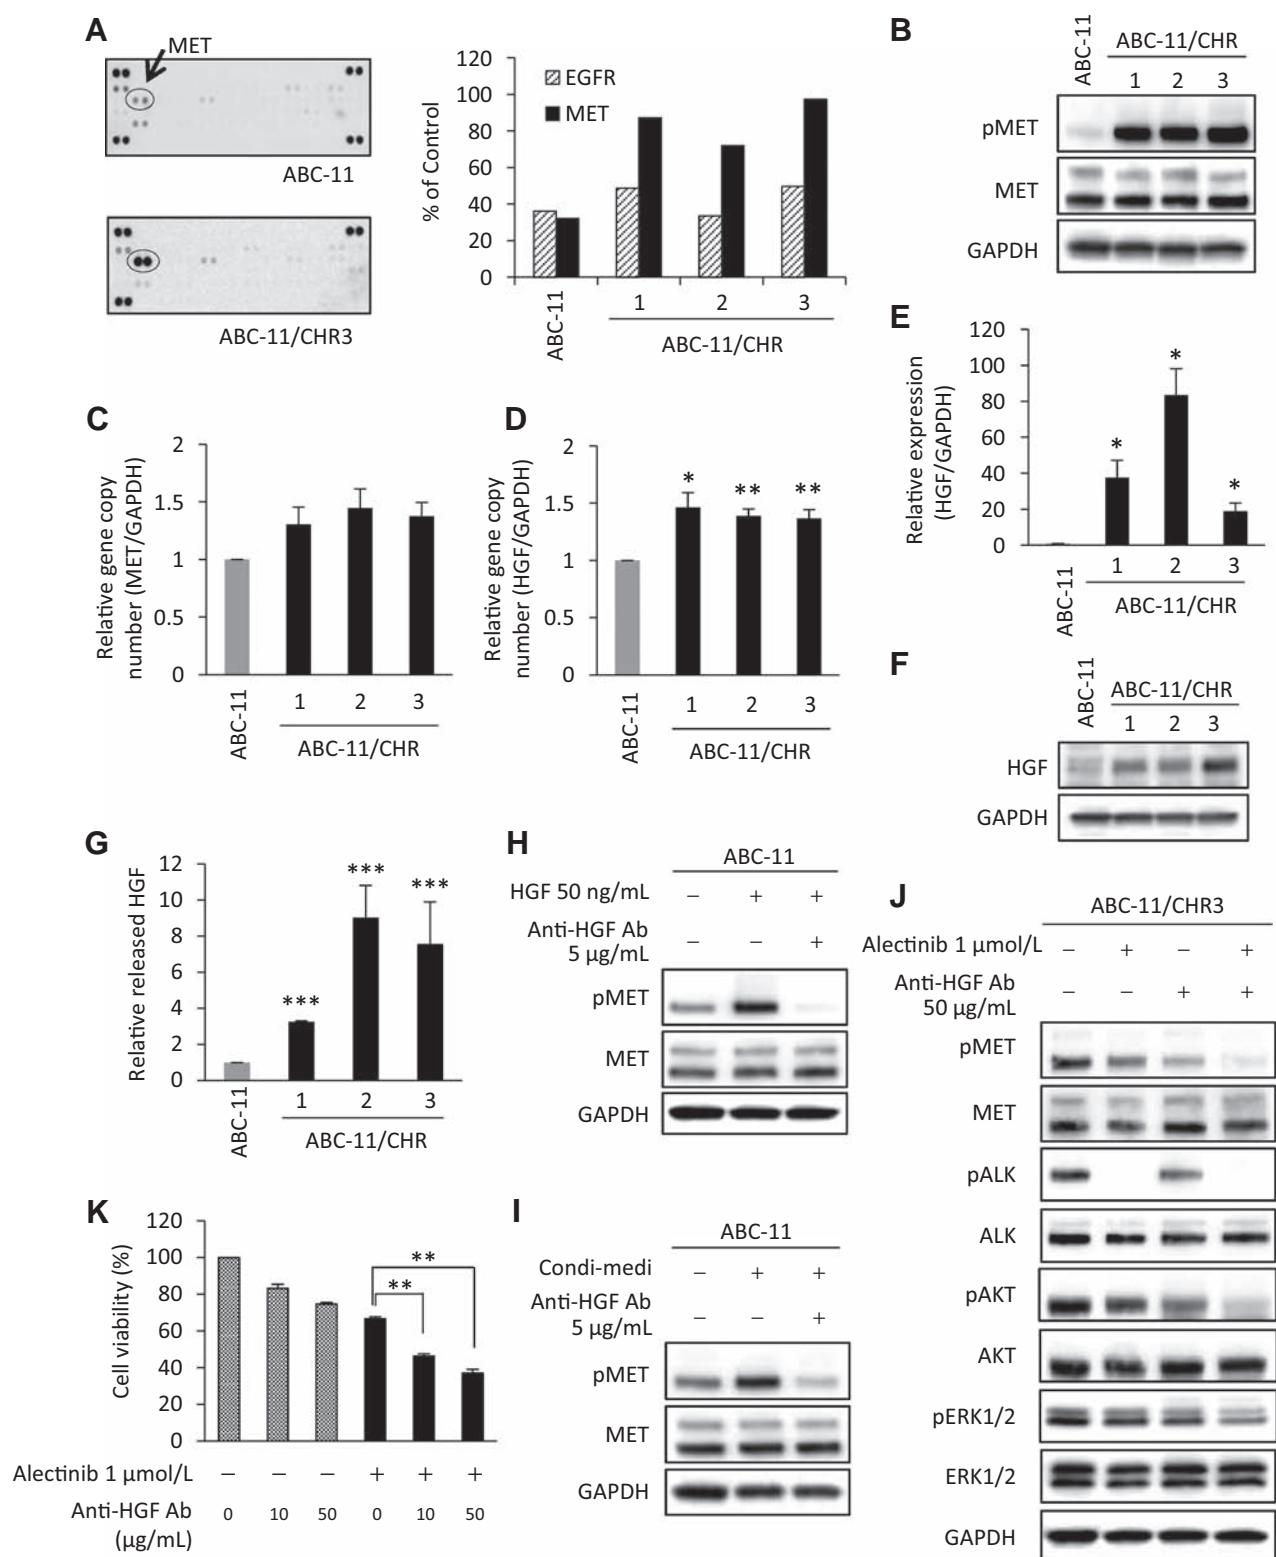 A
MET
ABC-11
ABC-11/CHR3
% of Control
120
100
80
60
40
20
0
EGFR
MET
ABC-11
1 2 3
ABC-11/CHR
B
ABC-11
ABC-11/CHR
1 2 3
pMET
MET
GAPDH
C
Relative gene copy
number (MET/GAPDH)
2
1.5
1
0.5
0
ABC-11
1 2 3
ABC-11/CHR
D
Relative gene copy
number (HGF/GAPDH)
2
1.5
1
0.5
0
* ** **
ABC-11
1 2 3
ABC-11/CHR
E
Relative expression
(HGF/GAPDH)
120
100
80
60
40
20
0
* * *
ABC-11
1 2 3
ABC-11/CHR
F
ABC-11
ABC-11/CHR
1 2 3
HGF
GAPDH
G
Relative released HGF
12
10
8
6
4
2
0
*** *** ***
ABC-11
1 2 3
ABC-11/CHR
H
ABC-11
HGF 50 ng/mL − + +
Anti-HGF Ab
5 µg/mL − − +
pMET
MET
GAPDH
I
ABC-11
Condi-medi − + +
Anti-HGF Ab
5 µg/mL − − +
pMET
MET
GAPDH
J
ABC-11/CHR3
Alectinib 1 µmol/L − + − +
Anti-HGF Ab
50 µg/mL − − + +
pMET
MET
pALK
ALK
pAKT
AKT
pERK1/2
ERK1/2
GAPDH
K
Cell viability (%)
120
100
80
60
40
20
0
**
**
Alectinib 1 µmol/L − − − + + +
Anti-HGF Ab 0 10 50 0 10 50
(µg/mL)